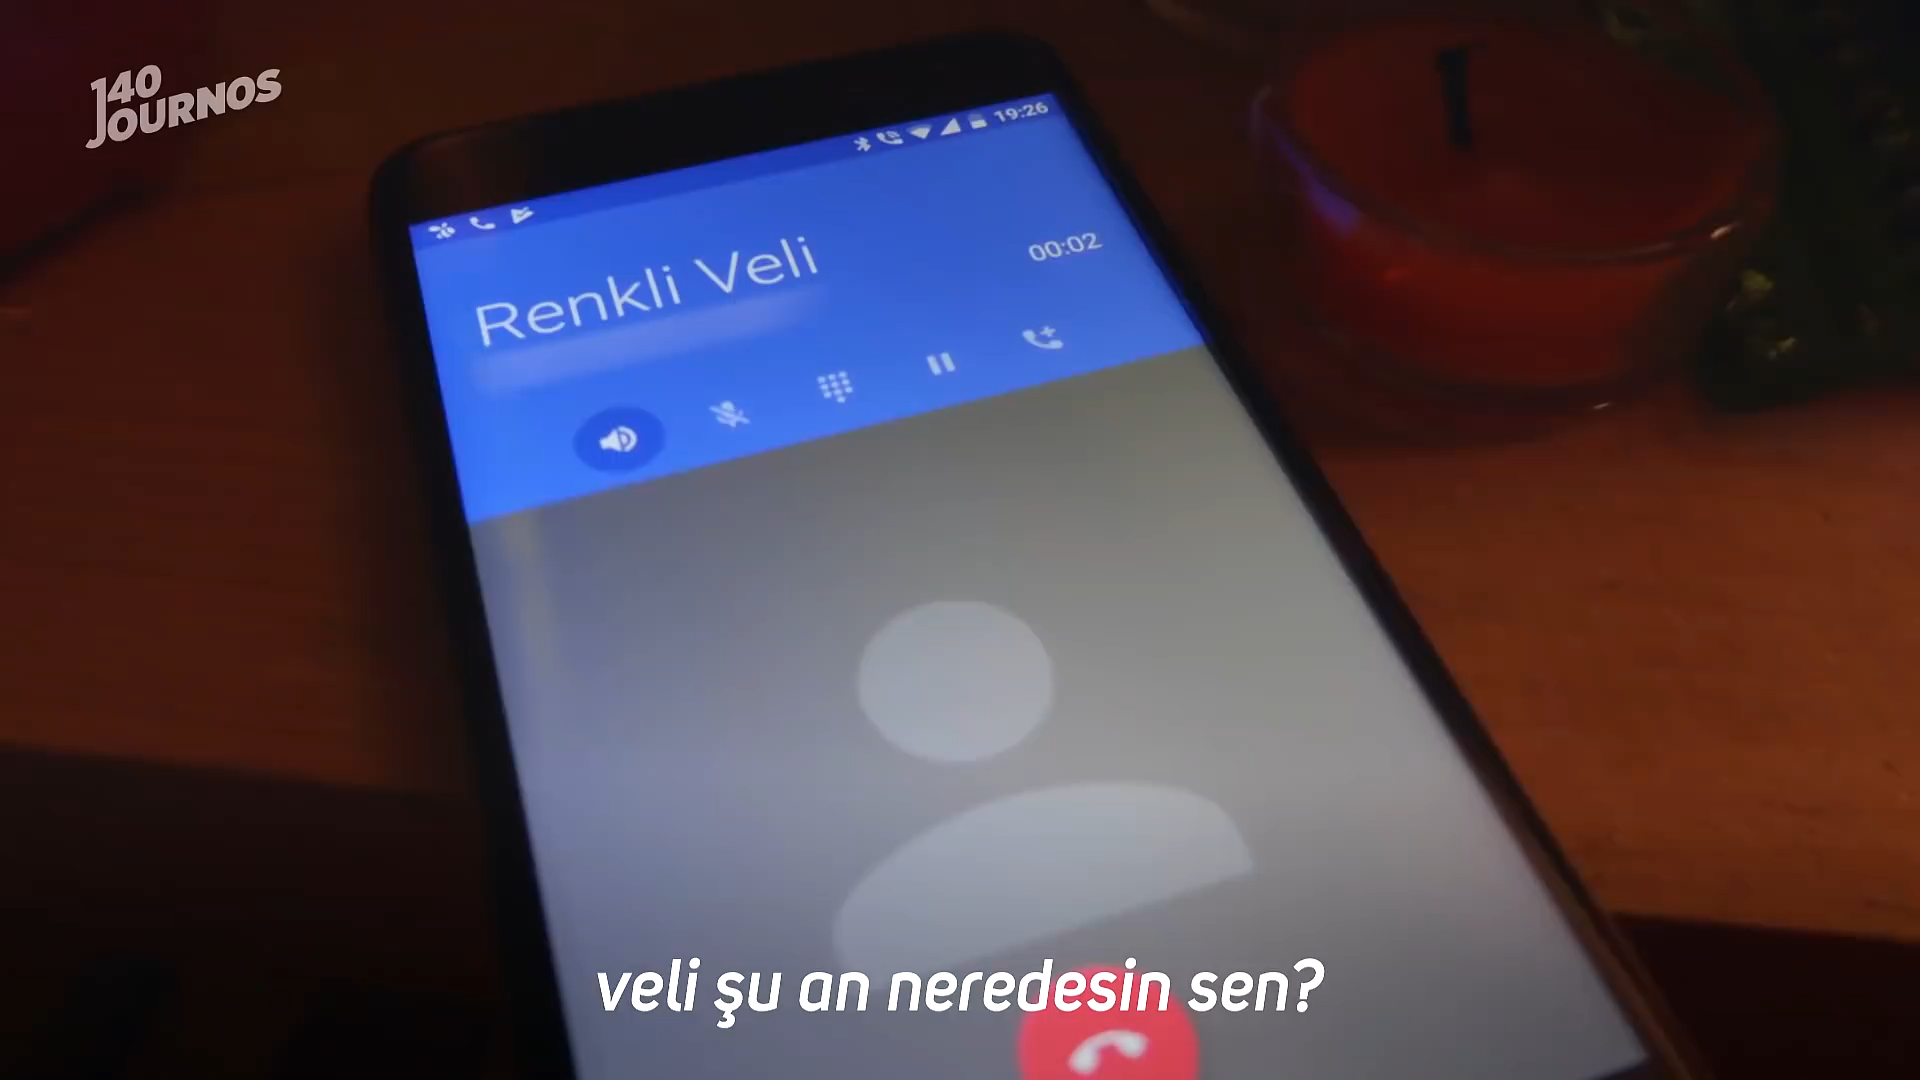 140
JOURNOS
19:26
Renkli Veli
00:02
veli şu an neredesin sen?